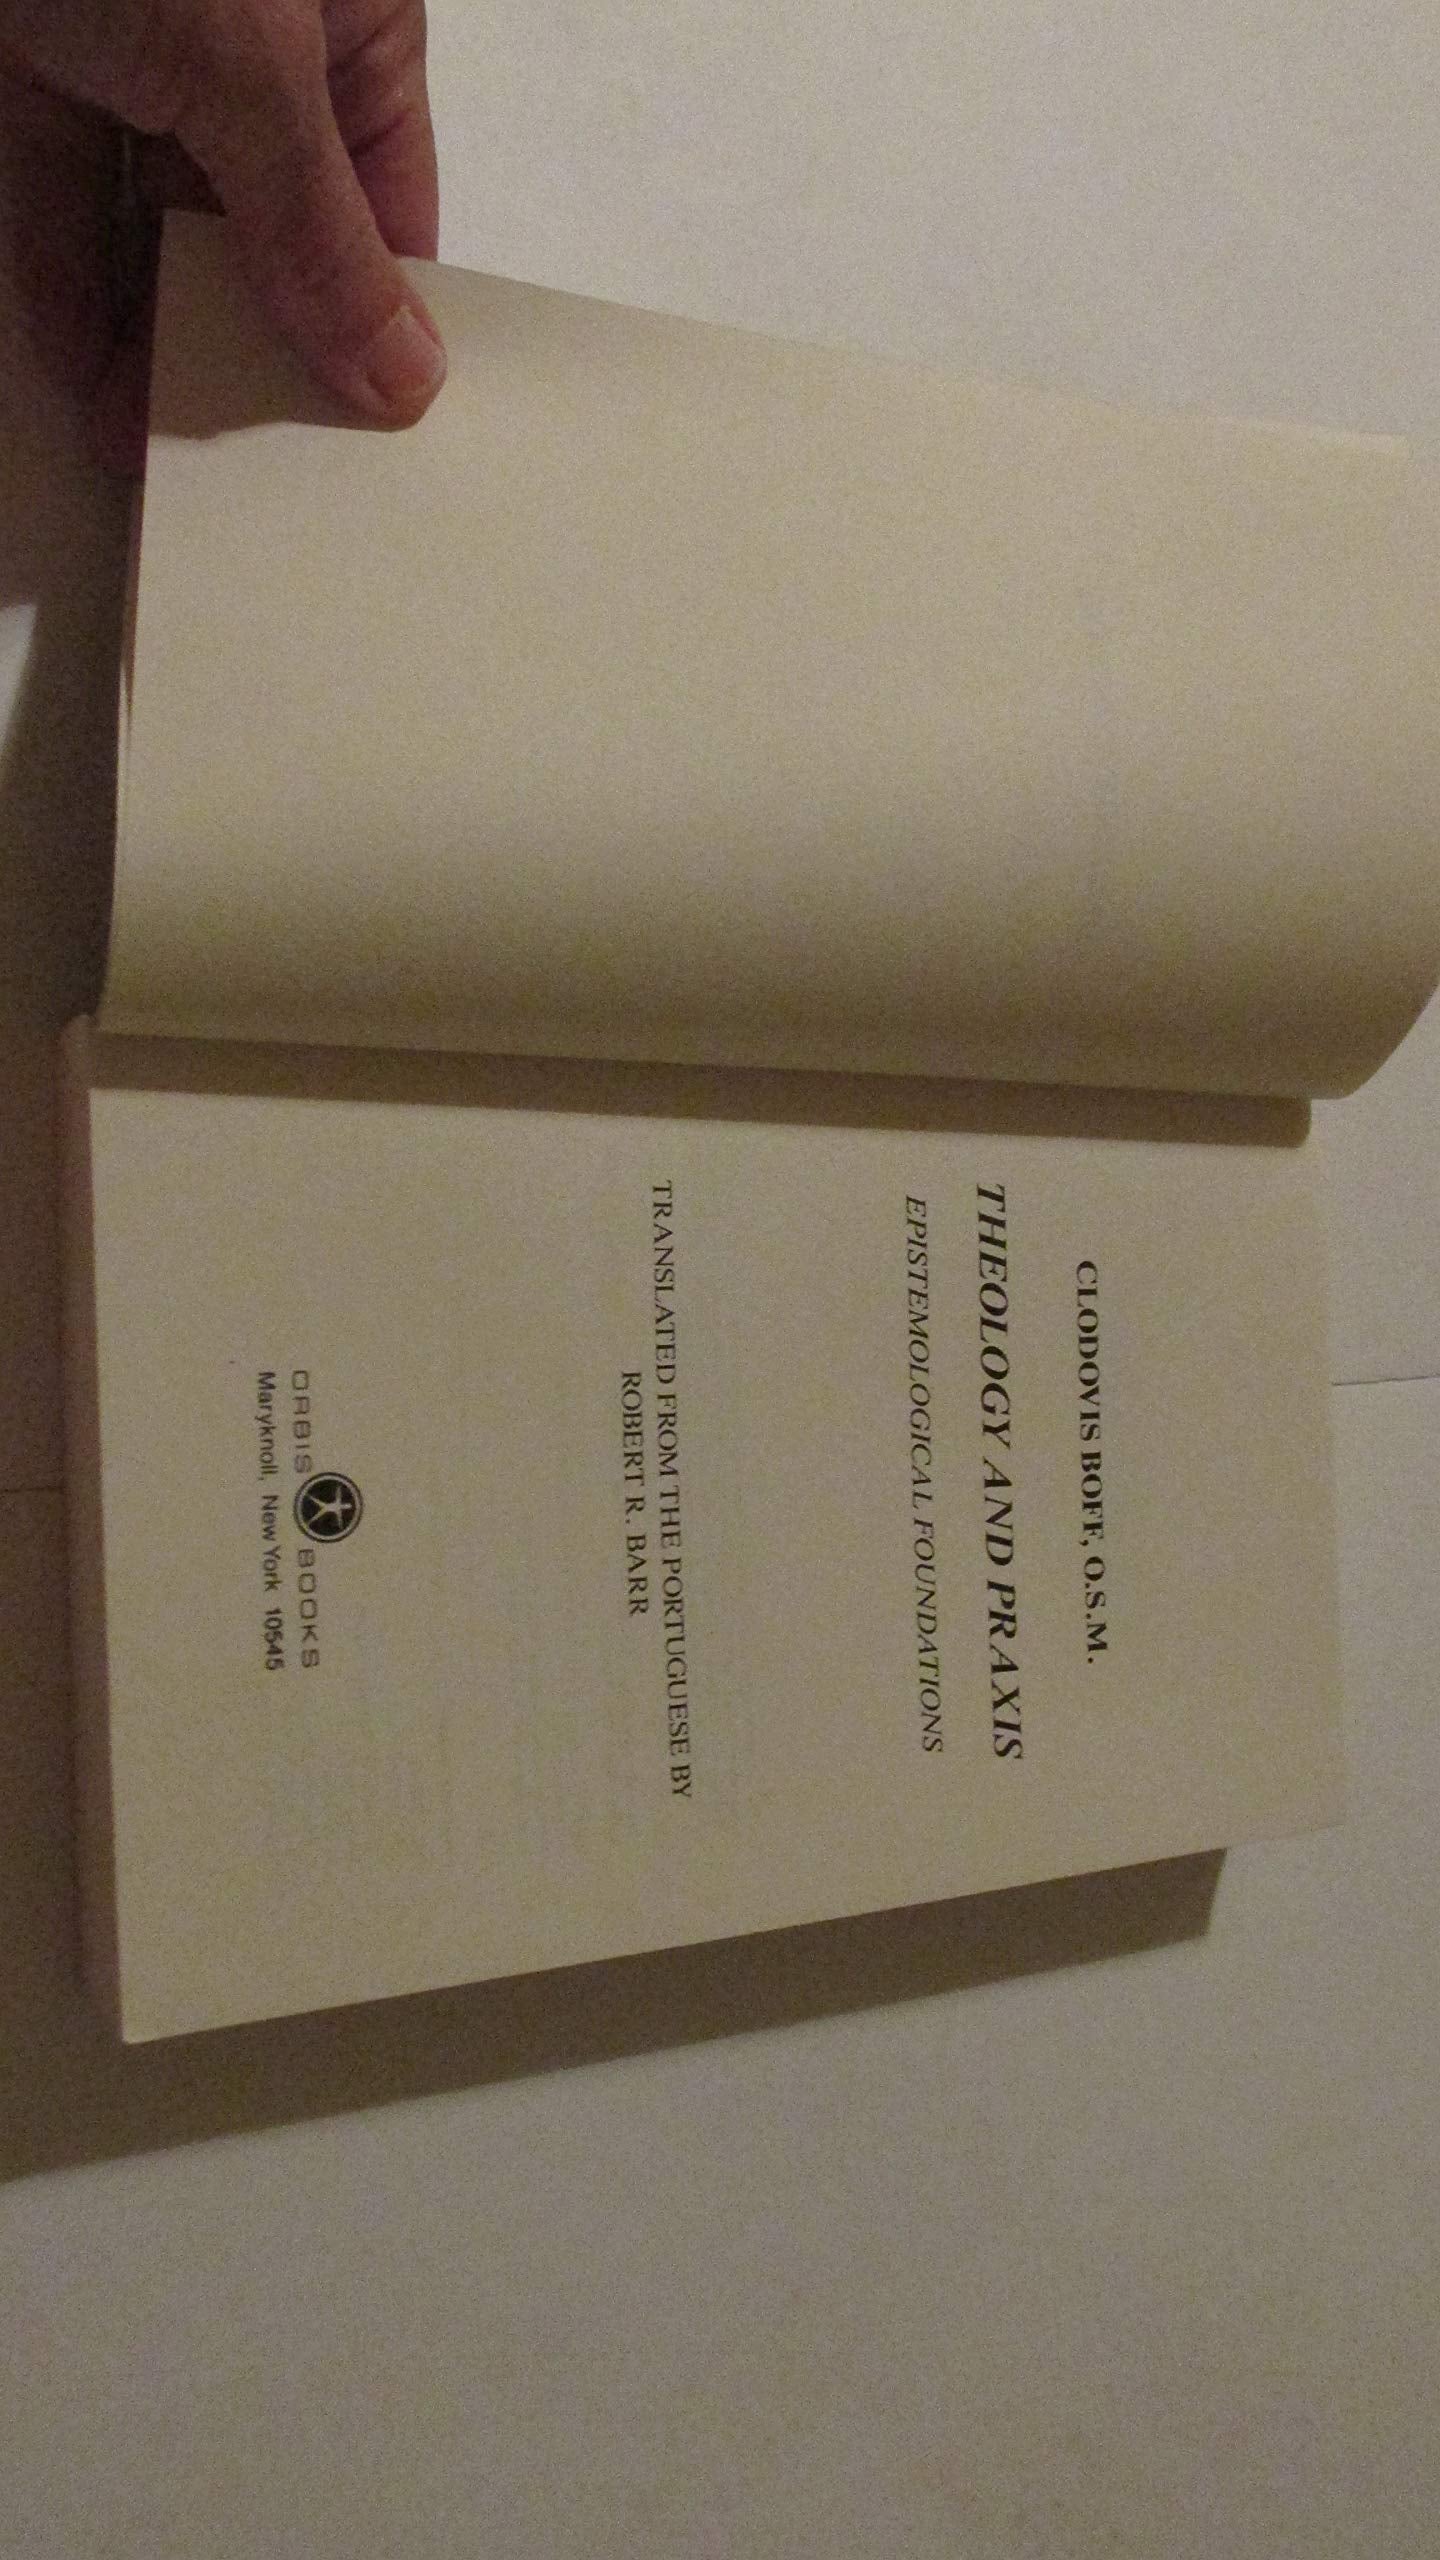 CLODOVIS BOFF, O.S.M.
THEOLOGY AND PRAXIS
EPISTEMOLOGICAL FOUNDATIONS
TRANSLATED FROM THE PORTUGUESE BY
ROBERT R. BARR
ORBIS BOOKS
Maryknoll, New York 10545